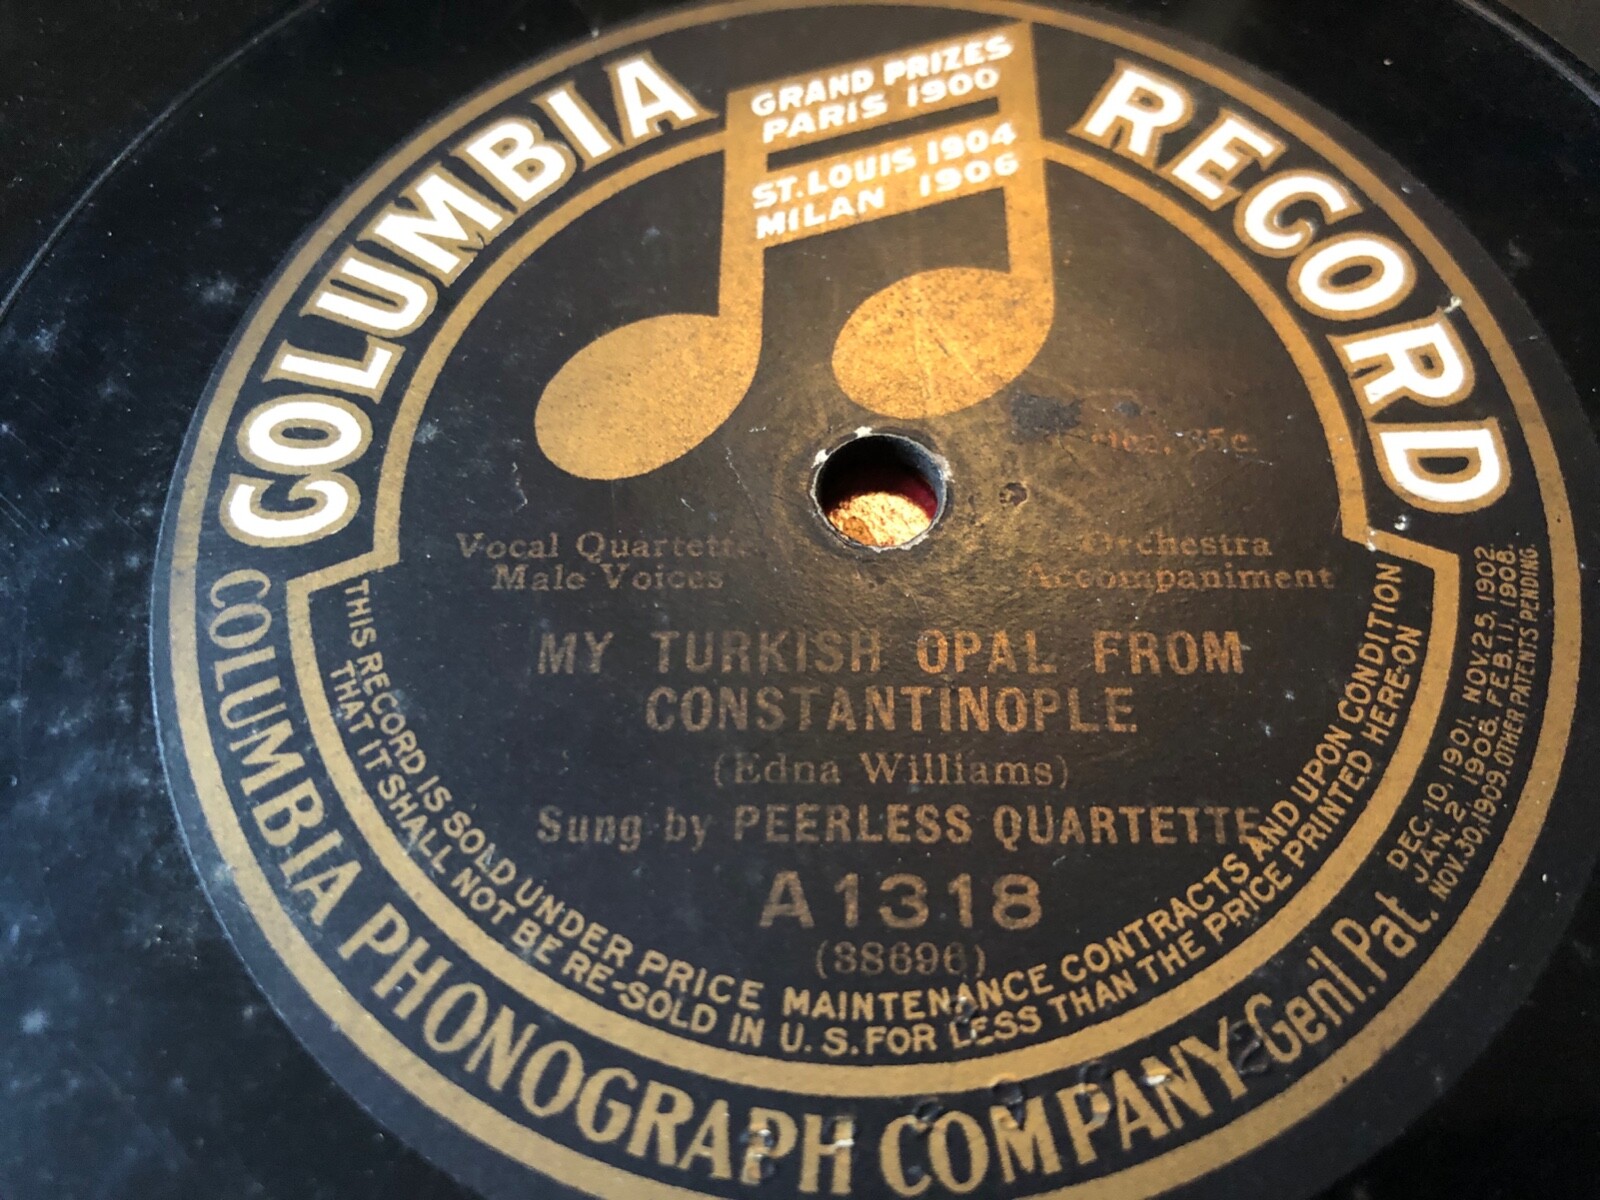 COLUMBIA RECORD
GRAND PRIZES
PARIS 1900
ST. LOUIS 1904
MILAN 1906
35c
Vocal Quartette
Male Voices
Orchestra
Accompaniment
MY TURKISH OPAL FROM
CONSTANTINOPLE
(Edna Williams)
Sung by PEERLESS QUARTETTE
A1318
(38696)
THIS RECORD IS SOLD UNDER PRICE MAINTENANCE CONTRACTS AND UPON CONDITION
THAT IT SHALL NOT BE RE-SOLD IN U.S. FOR LESS THAN THE PRICE PRINTED HERE-ON
COLUMBIA PHONOGRAPH COMPANY Gen'l. Pat.
DEC. 10, 1901. NOV. 25, 1902.
JAN. 2, 1906. FEB. 11, 1908.
NOV. 30, 1909. OTHER PATENTS PENDING.